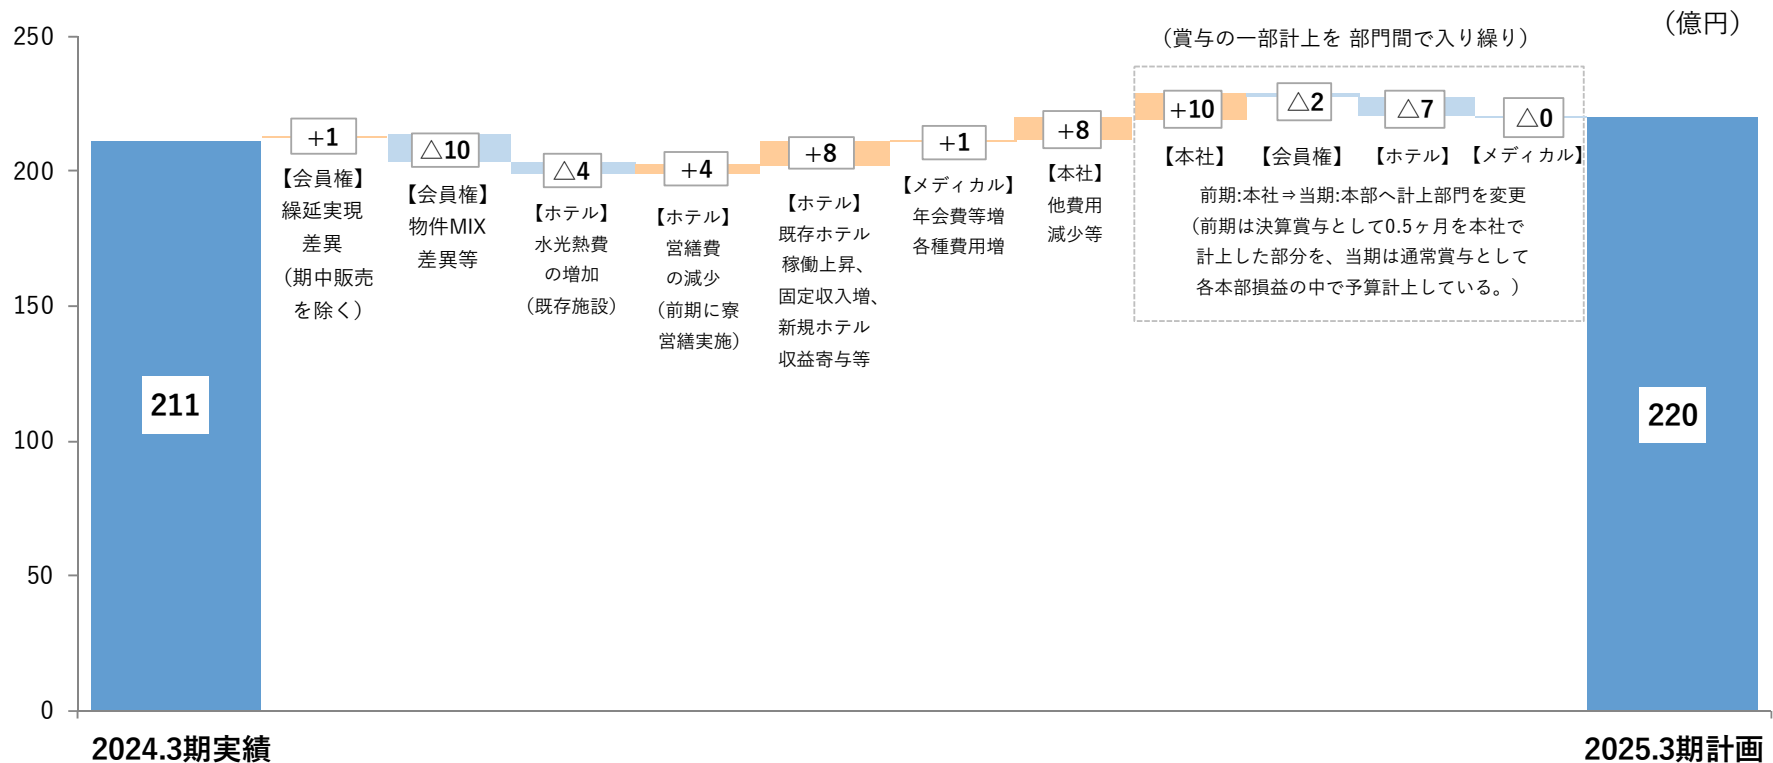 (億円)
(賞与の一部計上を 部門間で入り繰り)
250
200
150
100
50
0
211
+1
【会員権】
繰延実現
差異
(期中販売
を除く)
△10
【会員権】
物件MIX
差異等
△4
【ホテル】
水光熱費
の増加
(既存施設)
+4
【ホテル】
営繕費
の減少
(前期に寮
営繕実施)
+8
【ホテル】
既存ホテル
稼働上昇、
固定収入増、
新規ホテル
収益寄与等
+1
【メディカル】
年会費等増
各種費用増
+8
【本社】
他費用
減少等
+10
【本社】
△2
【会員権】
△7
【ホテル】
△0
【メディカル】
前期:本社⇒当期:本部へ計上部門を変更
(前期は決算賞与として0.5ヶ月を本社で
計上した部分を、当期は通常賞与として
各本部損益の中で予算計上している。)
220
2024.3期実績
2025.3期計画